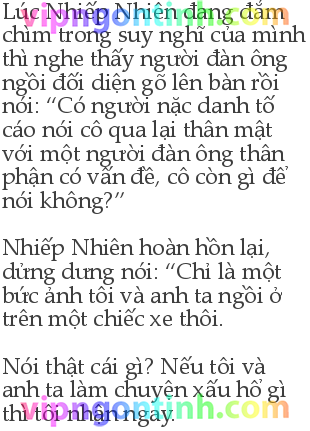 Lúc Nhiếp Nhiên đang đắm
chìm trong suy nghĩ của mình
thì nghe thấy người đàn ông
ngồi đối diện gõ lên bàn rồi
nói: “Có người nặc danh tố
cáo nói cô qua lại thân mật
với một người đàn ông thân
phận có vấn đề, cô còn gì để
nói không?”
Nhiếp Nhiên hoàn hồn lại,
dửng dưng nói: “Chỉ là một
bức ảnh tôi và anh ta ngồi ở
trên một chiếc xe thôi.
Nói thật cái gì? Nếu tôi và
anh ta làm chuyện xấu hổ gì
thì tôi nhận ngay.
vipngontinh.com
vipngontinh.com